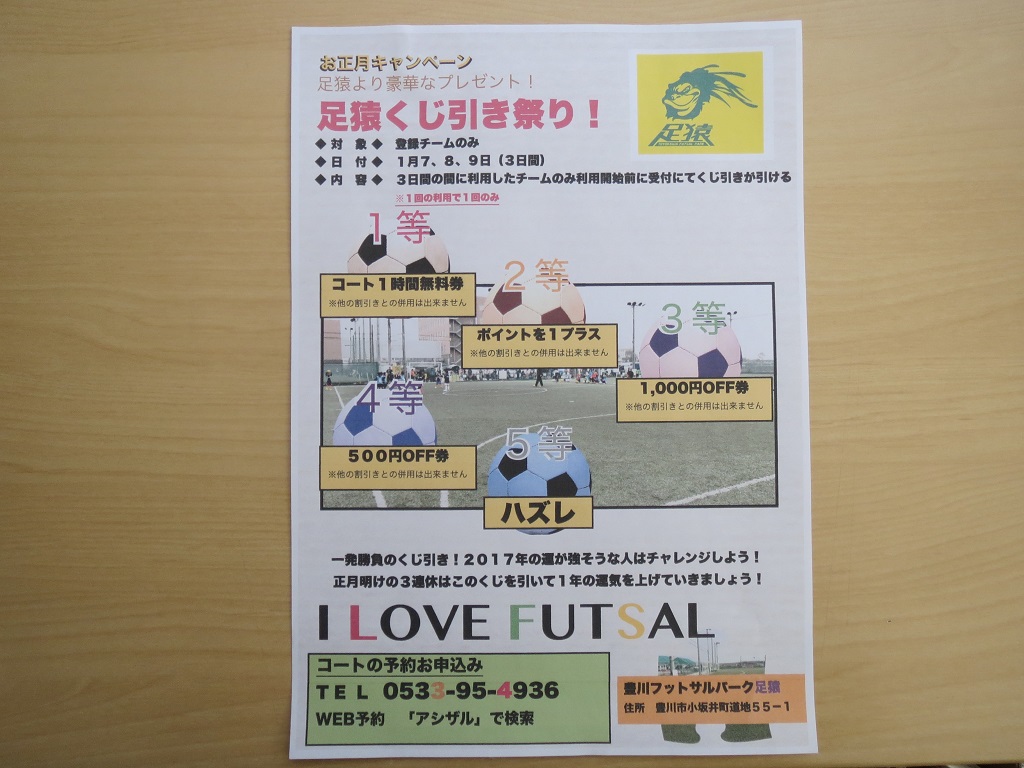 お正月キャンペーン
足猿より豪華なプレゼント！
足猿くじ引き祭り！
足猿
◆対　象◆　登録チームのみ
◆日　付◆　1月7、8、9日（3日間）
◆内　容◆　3日間の間に利用したチームのみ利用開始前に受付にてくじ引きが引ける
※1回の利用で1回のみ
1等
コート1時間無料券
※他の割引きとの併用は出来ません
2等
ポイントを1プラス
※他の割引きとの併用は出来ません
3等
1,000円OFF券
※他の割引きとの併用は出来ません
4等
500円OFF券
※他の割引きとの併用は出来ません
5等
ハズレ
一発勝負のくじ引き！2017年の運が強そうな人はチャレンジしよう！
正月明けの3連休はこのくじを引いて1年の運気を上げていきましょう！
I LOVE FUTSAL
コートの予約お申込み
TEL 0533-95-4936
WEB予約　「アシザル」で検索
豊川フットサルパーク足猿
住所　豊川市小坂井町道地55－1